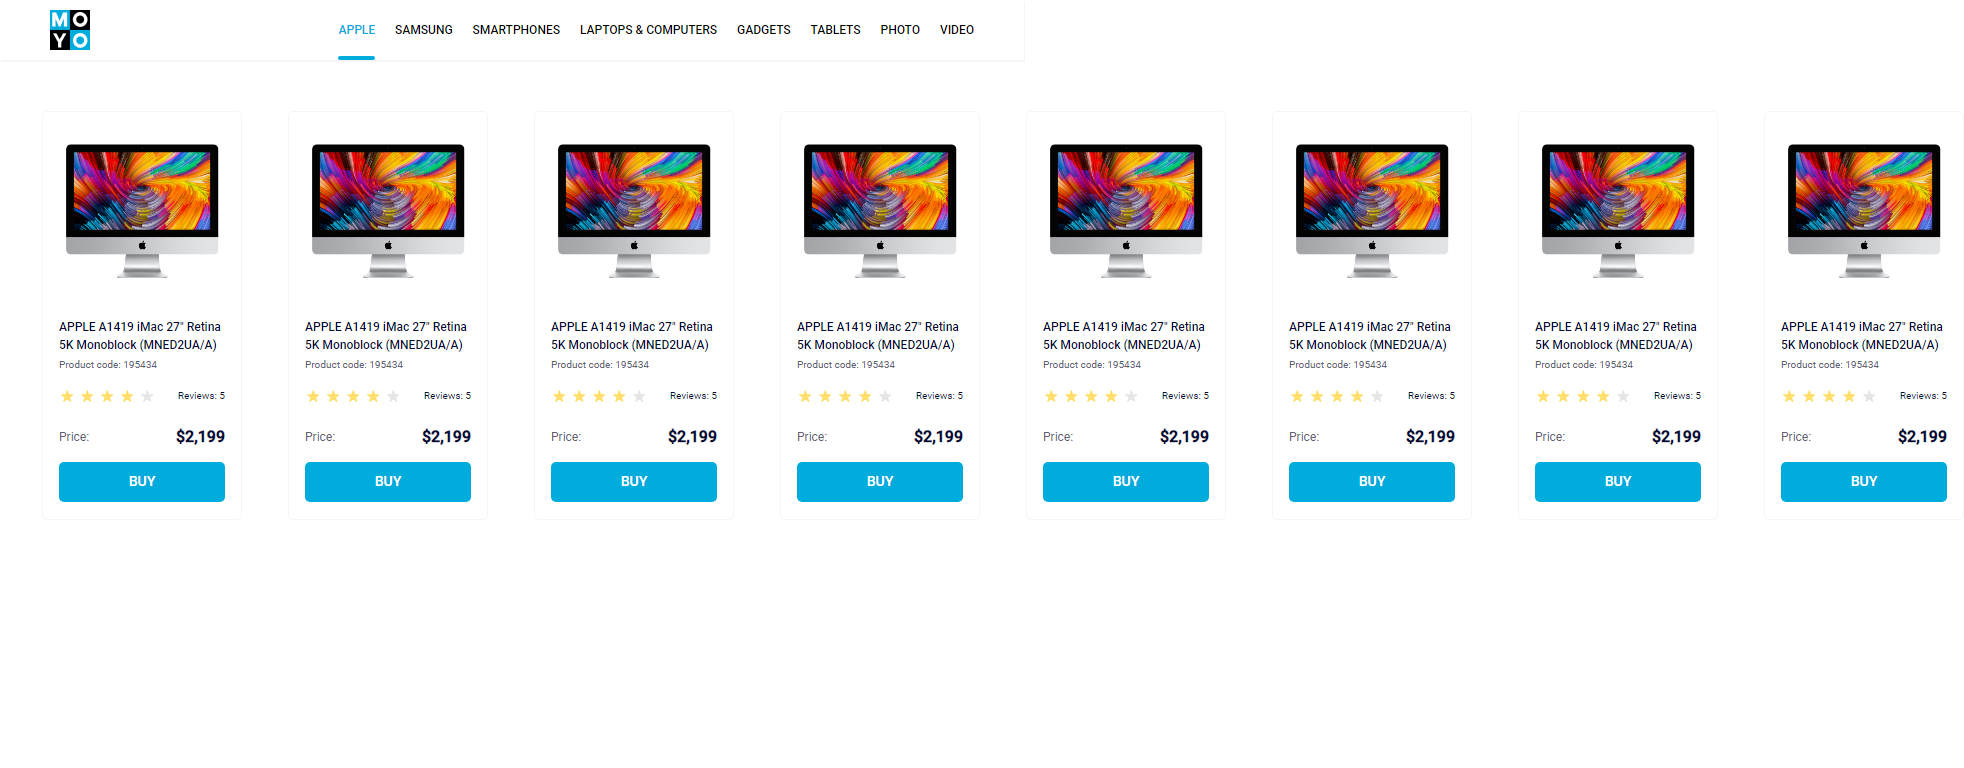 MO
YO
APPLE SAMSUNG SMARTPHONES LAPTOPS & COMPUTERS GADGETS TABLETS PHOTO VIDEO
APPLE A1419 iMac 27" Retina
5K Monoblock (MNED2UA/A)
Product code: 195434
Reviews: 5
Price: $2,199
BUY
APPLE A1419 iMac 27" Retina
5K Monoblock (MNED2UA/A)
Product code: 195434
Reviews: 5
Price: $2,199
BUY
APPLE A1419 iMac 27" Retina
5K Monoblock (MNED2UA/A)
Product code: 195434
Reviews: 5
Price: $2,199
BUY
APPLE A1419 iMac 27" Retina
5K Monoblock (MNED2UA/A)
Product code: 195434
Reviews: 5
Price: $2,199
BUY
APPLE A1419 iMac 27" Retina
5K Monoblock (MNED2UA/A)
Product code: 195434
Reviews: 5
Price: $2,199
BUY
APPLE A1419 iMac 27" Retina
5K Monoblock (MNED2UA/A)
Product code: 195434
Reviews: 5
Price: $2,199
BUY
APPLE A1419 iMac 27" Retina
5K Monoblock (MNED2UA/A)
Product code: 195434
Reviews: 5
Price: $2,199
BUY
APPLE A1419 iMac 27" Retina
5K Monoblock (MNED2UA/A)
Product code: 195434
Reviews: 5
Price: $2,199
BUY